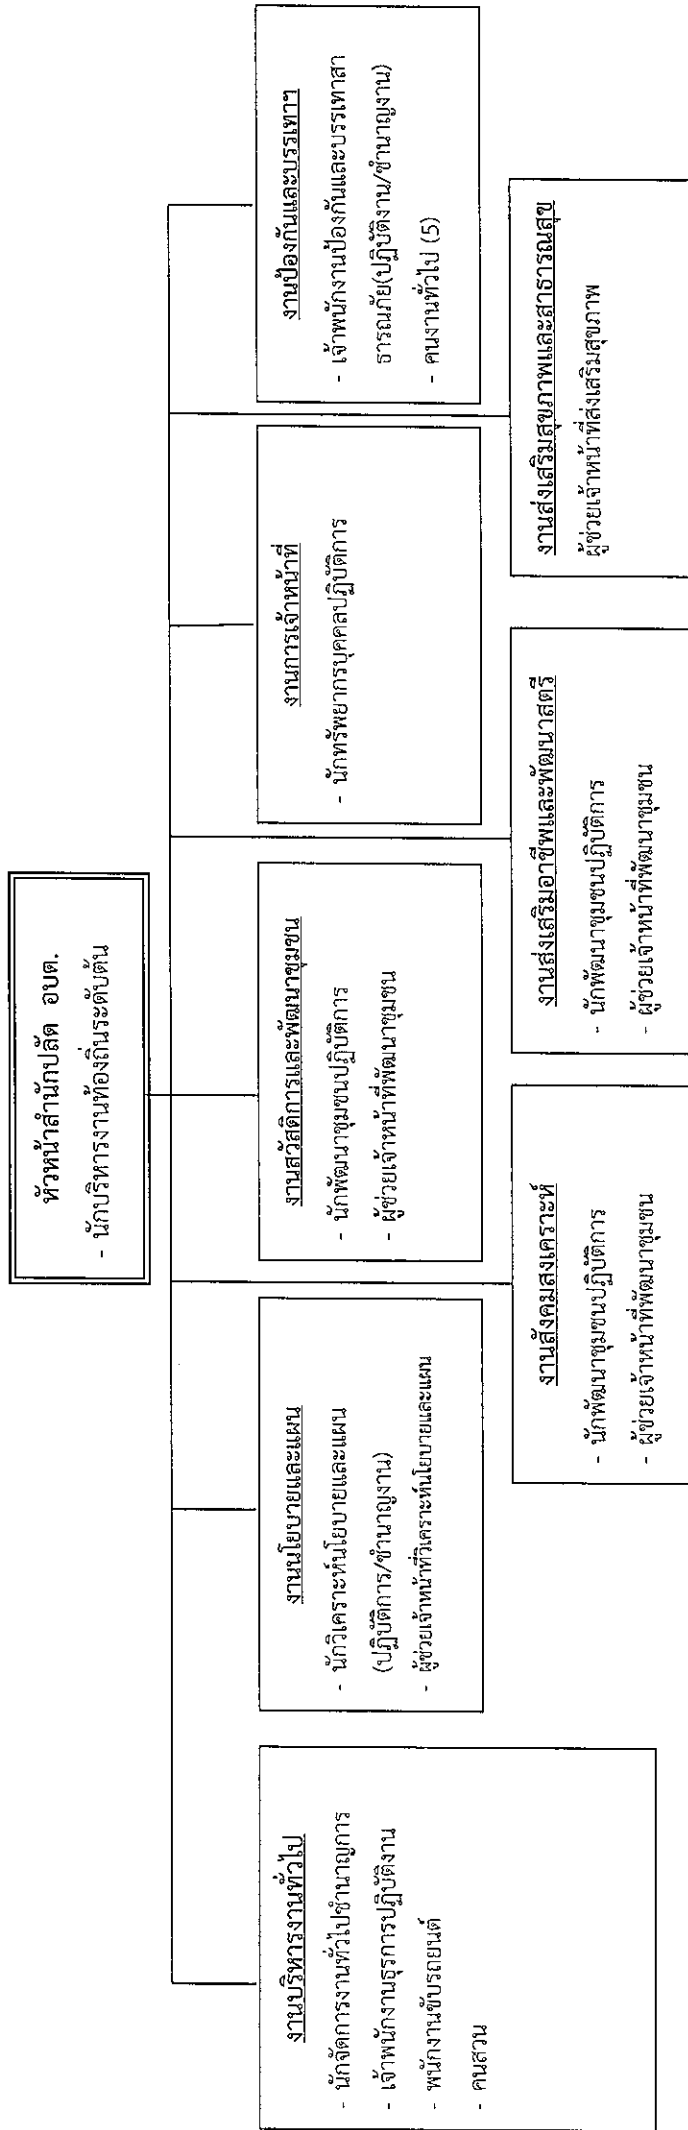 หัวหน้าสำนักปลัด อบต.
- นักบริหารงานท้องถิ่นระดับต้น
งานบริหารงานทั่วไป
- นักจัดการงานทั่วไปชำนาญการ
- เจ้าพนักงานธุรการปฏิบัติงาน
- พนักงานขับรถยนต์
- คนสวน
งานนโยบายและแผน
- นักวิเคราะห์นโยบายและแผน
(ปฏิบัติการ/ชำนาญงาน)
- ผู้ช่วยเจ้าหน้าที่วิเคราะห์นโยบายและแผน
งานสวัสดิการและพัฒนาชุมชน
- นักพัฒนาชุมชนปฏิบัติการ
- ผู้ช่วยเจ้าหน้าที่พัฒนาชุมชน
งานการเจ้าหน้าที่
- นักทรัพยากรบุคคลปฏิบัติการ
งานป้องกันและบรรเทาฯ
- เจ้าพนักงานป้องกันและบรรเทาสา
ธารณภัย(ปฏิบัติงาน/ชำนาญงาน)
- คนงานทั่วไป (5)
งานสังคมสงเคราะห์
- นักพัฒนาชุมชนปฏิบัติการ
- ผู้ช่วยเจ้าหน้าที่พัฒนาชุมชน
งานส่งเสริมอาชีพและพัฒนาสตรี
- นักพัฒนาชุมชนปฏิบัติการ
- ผู้ช่วยเจ้าหน้าที่พัฒนาชุมชน
งานส่งเสริมสุขภาพและสาธารณสุข
ผู้ช่วยเจ้าหน้าที่ส่งเสริมสุขภาพ